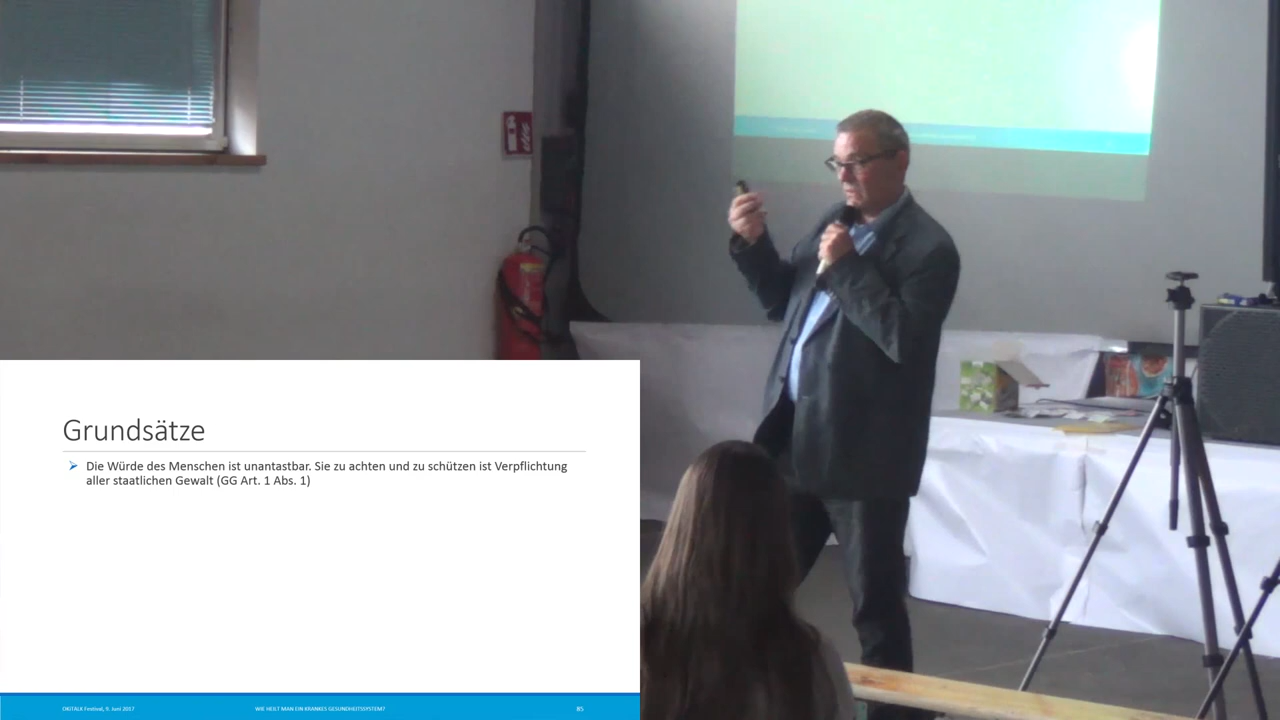 Grundsätze
Die Würde des Menschen ist unantastbar. Sie zu achten und zu schützen ist Verpflichtung
aller staatlichen Gewalt (GG Art. 1 Abs. 1)
WIE HEILT MAN EIN KRANKES GESUNDHEITSSYSTEM?